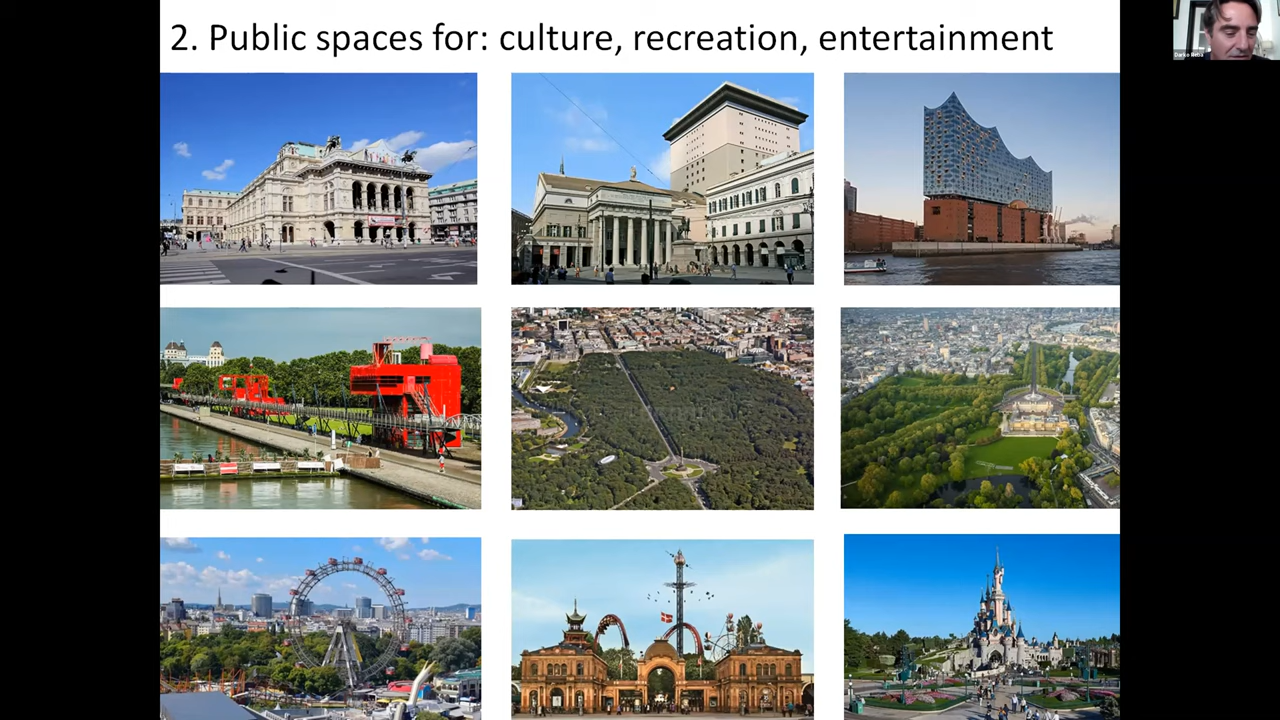 2. Public spaces for: culture, recreation, entertainment